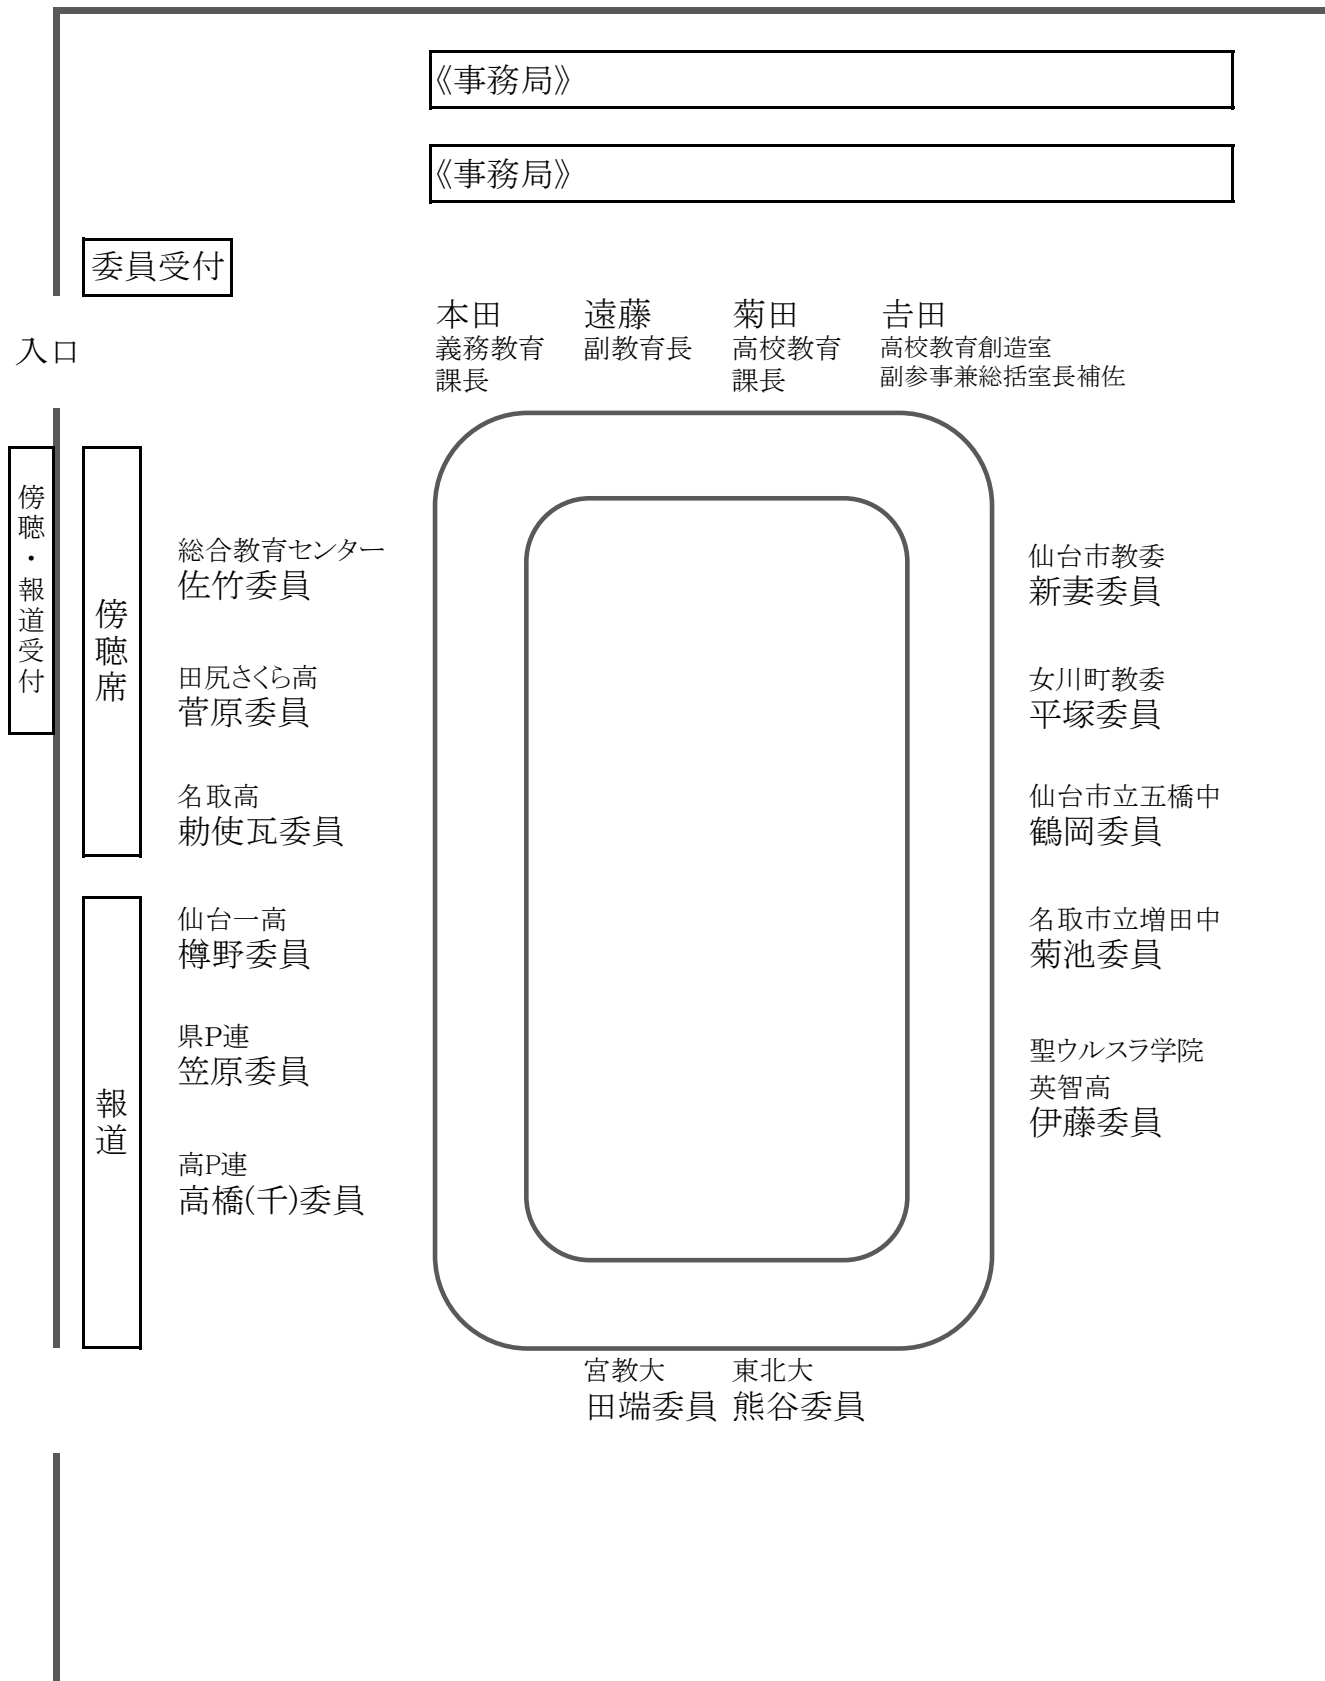 《事務局》
《事務局》
委員受付
入口
本田
義務教育
課長
遠藤
副教育長
菊田
高校教育
課長
𠮷田
高校教育創造室
副参事兼総括室長補佐
傍聴・報道受付
傍聴席
報道
総合教育センター
佐竹委員
田尻さくら高
菅原委員
名取高
勅使瓦委員
仙台一高
樽野委員
県P連
笠原委員
高P連
高橋(千)委員
仙台市教委
新妻委員
女川町教委
平塚委員
仙台市立五橋中
鶴岡委員
名取市立増田中
菊池委員
聖ウルスラ学院
英智高
伊藤委員
宮教大
田端委員
東北大
熊谷委員